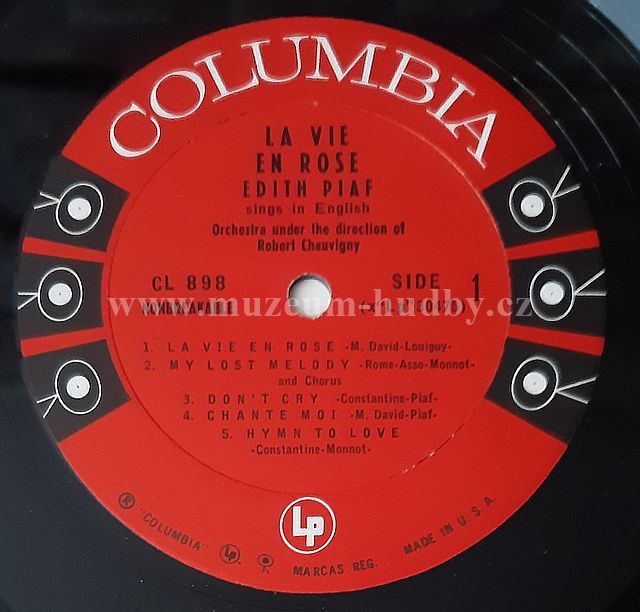 COLUMBIA
LA VIE
EN ROSE
EDITH PIAF
sings in English
Orchestra under the direction of
Robert Chauvigny
CL 898
SIDE 1
www.muzeum-hudby.cz
1. LA VIE EN ROSE -M. David-Louiguy-
2. MY LOST MELODY -Rome-Asso-Monnot-
and Chorus
3. DON'T CRY -Constantine-Piaf-
4. CHANTE MOI -M. David-Piaf-
5. HYMN TO LOVE
-Constantine-Monnot-
Lp
® "COLUMBIA" Lp MARCAS REG. MADE IN U.S.A.